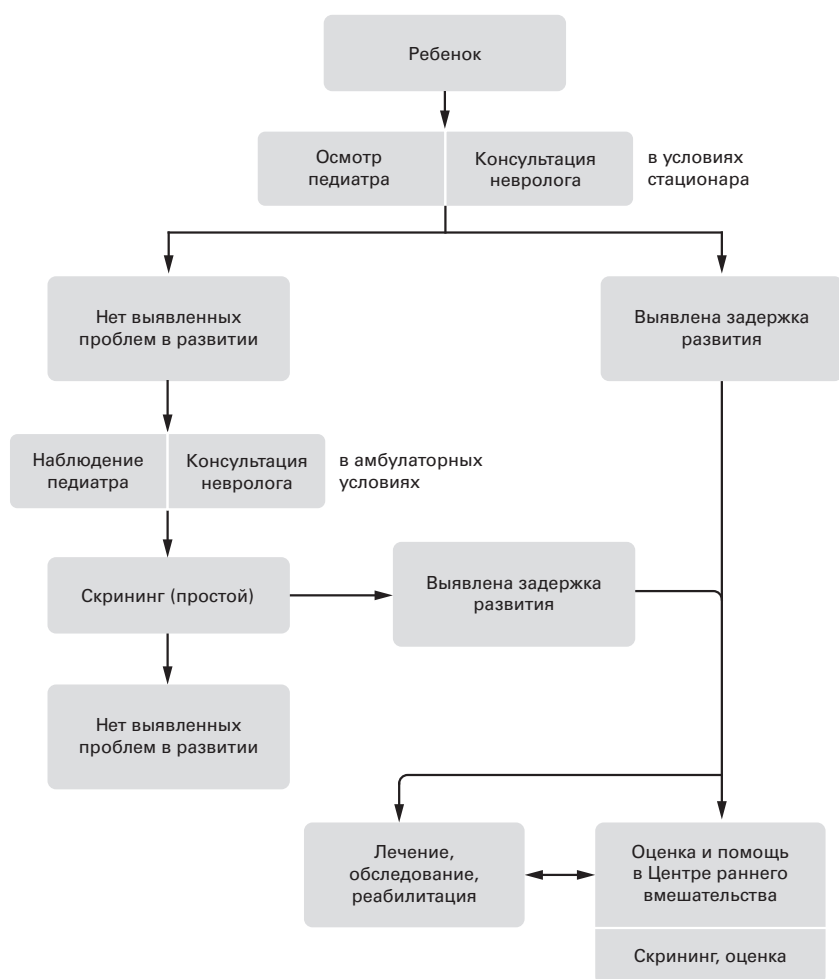 Ребенок
Осмотр
педиатра
Консультация
невролога
в условиях
стационара
Нет выявленных
проблем в развитии
Выявлена задержка
развития
Наблюдение
педиатра
Консультация
невролога
в амбулаторных
условиях
Скрининг (простой)
Выявлена задержка
развития
Нет выявленных
проблем в развитии
Лечение,
обследование,
реабилитация
Оценка и помощь
в Центре раннего
вмешательства
Скрининг, оценка